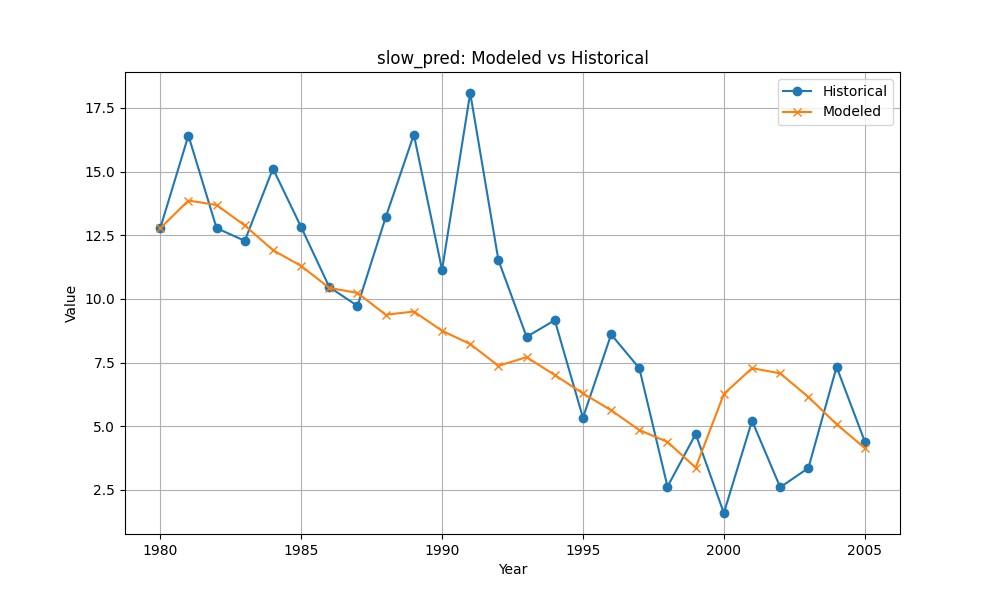 slow_pred: Modeled vs Historical
Historical
Modeled
Value
17.5
15.0
12.5
10.0
7.5
5.0
2.5
1980 1985 1990 1995 2000 2005
Year